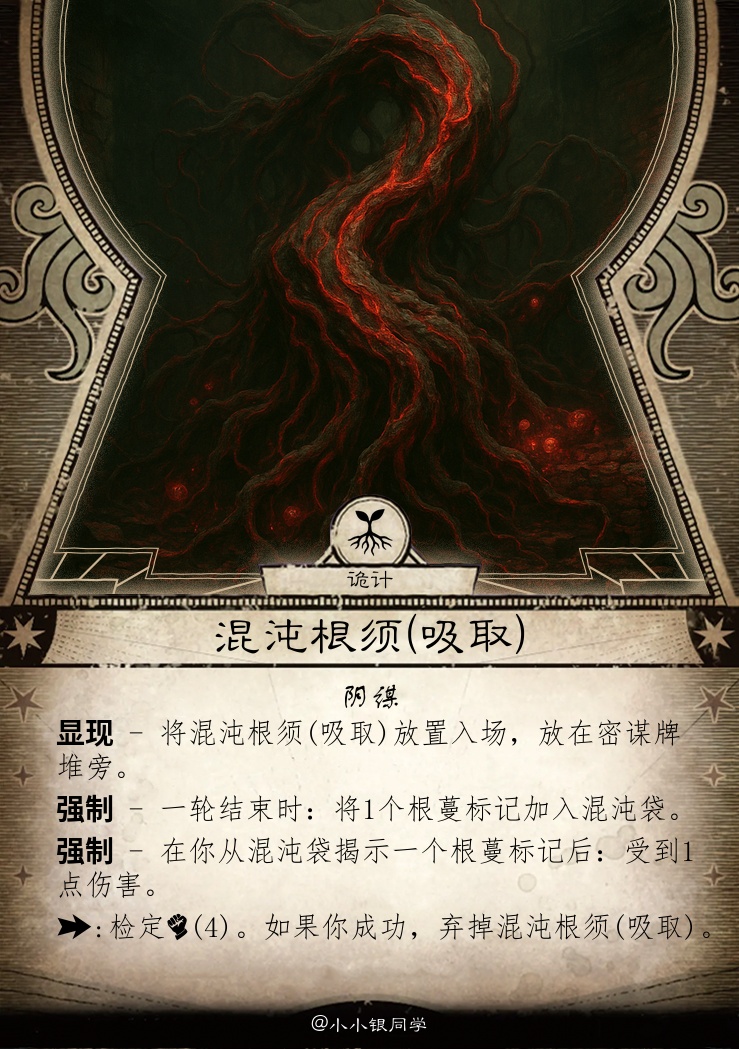 诡计
混沌根须(吸取)
阴谋
显现 - 将混沌根须(吸取)放置入场，放在密谋牌
堆旁。
强制 - 一轮结束时：将1个根蔓标记加入混沌袋。
强制 - 在你从混沌袋揭示一个根蔓标记后：受到1
点伤害。
:检定(4)。如果你成功，弃掉混沌根须(吸取)。
@小小银同学